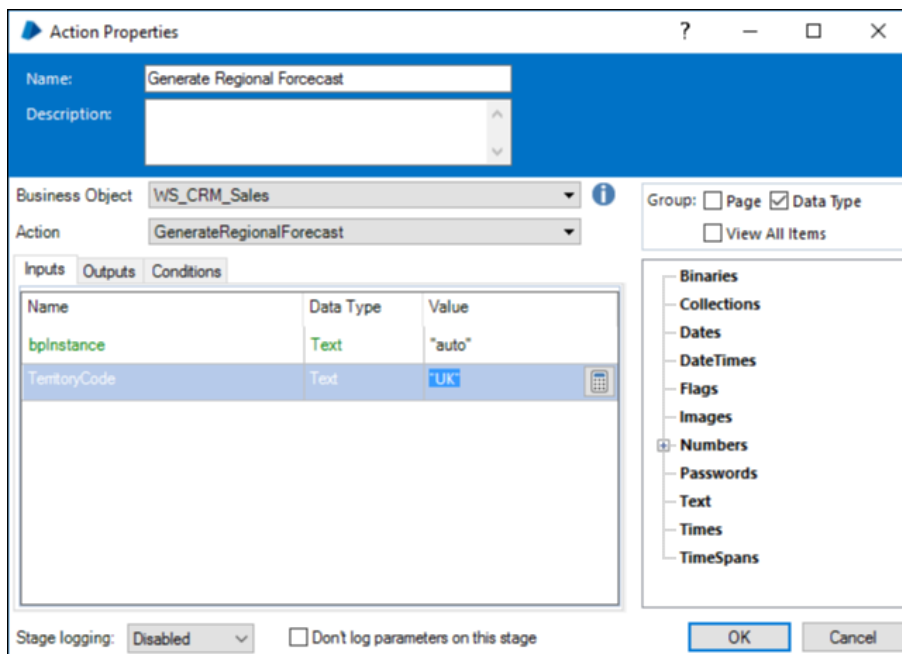 Action Properties
?
Name: Generate Regional Forcecast
Description:
Business Object WS_CRM_Sales
Group: Page Data Type
Action GenerateRegionalForecast
View All Items
Inputs Outputs Conditions
Name Data Type Value
bpInstance Text "auto"
TerritoryCode Text "UK"
Binaries
Collections
Dates
DateTimes
Flags
Images
Numbers
Passwords
Text
Times
TimeSpans
Stage logging: Disabled Don't log parameters on this stage OK Cancel